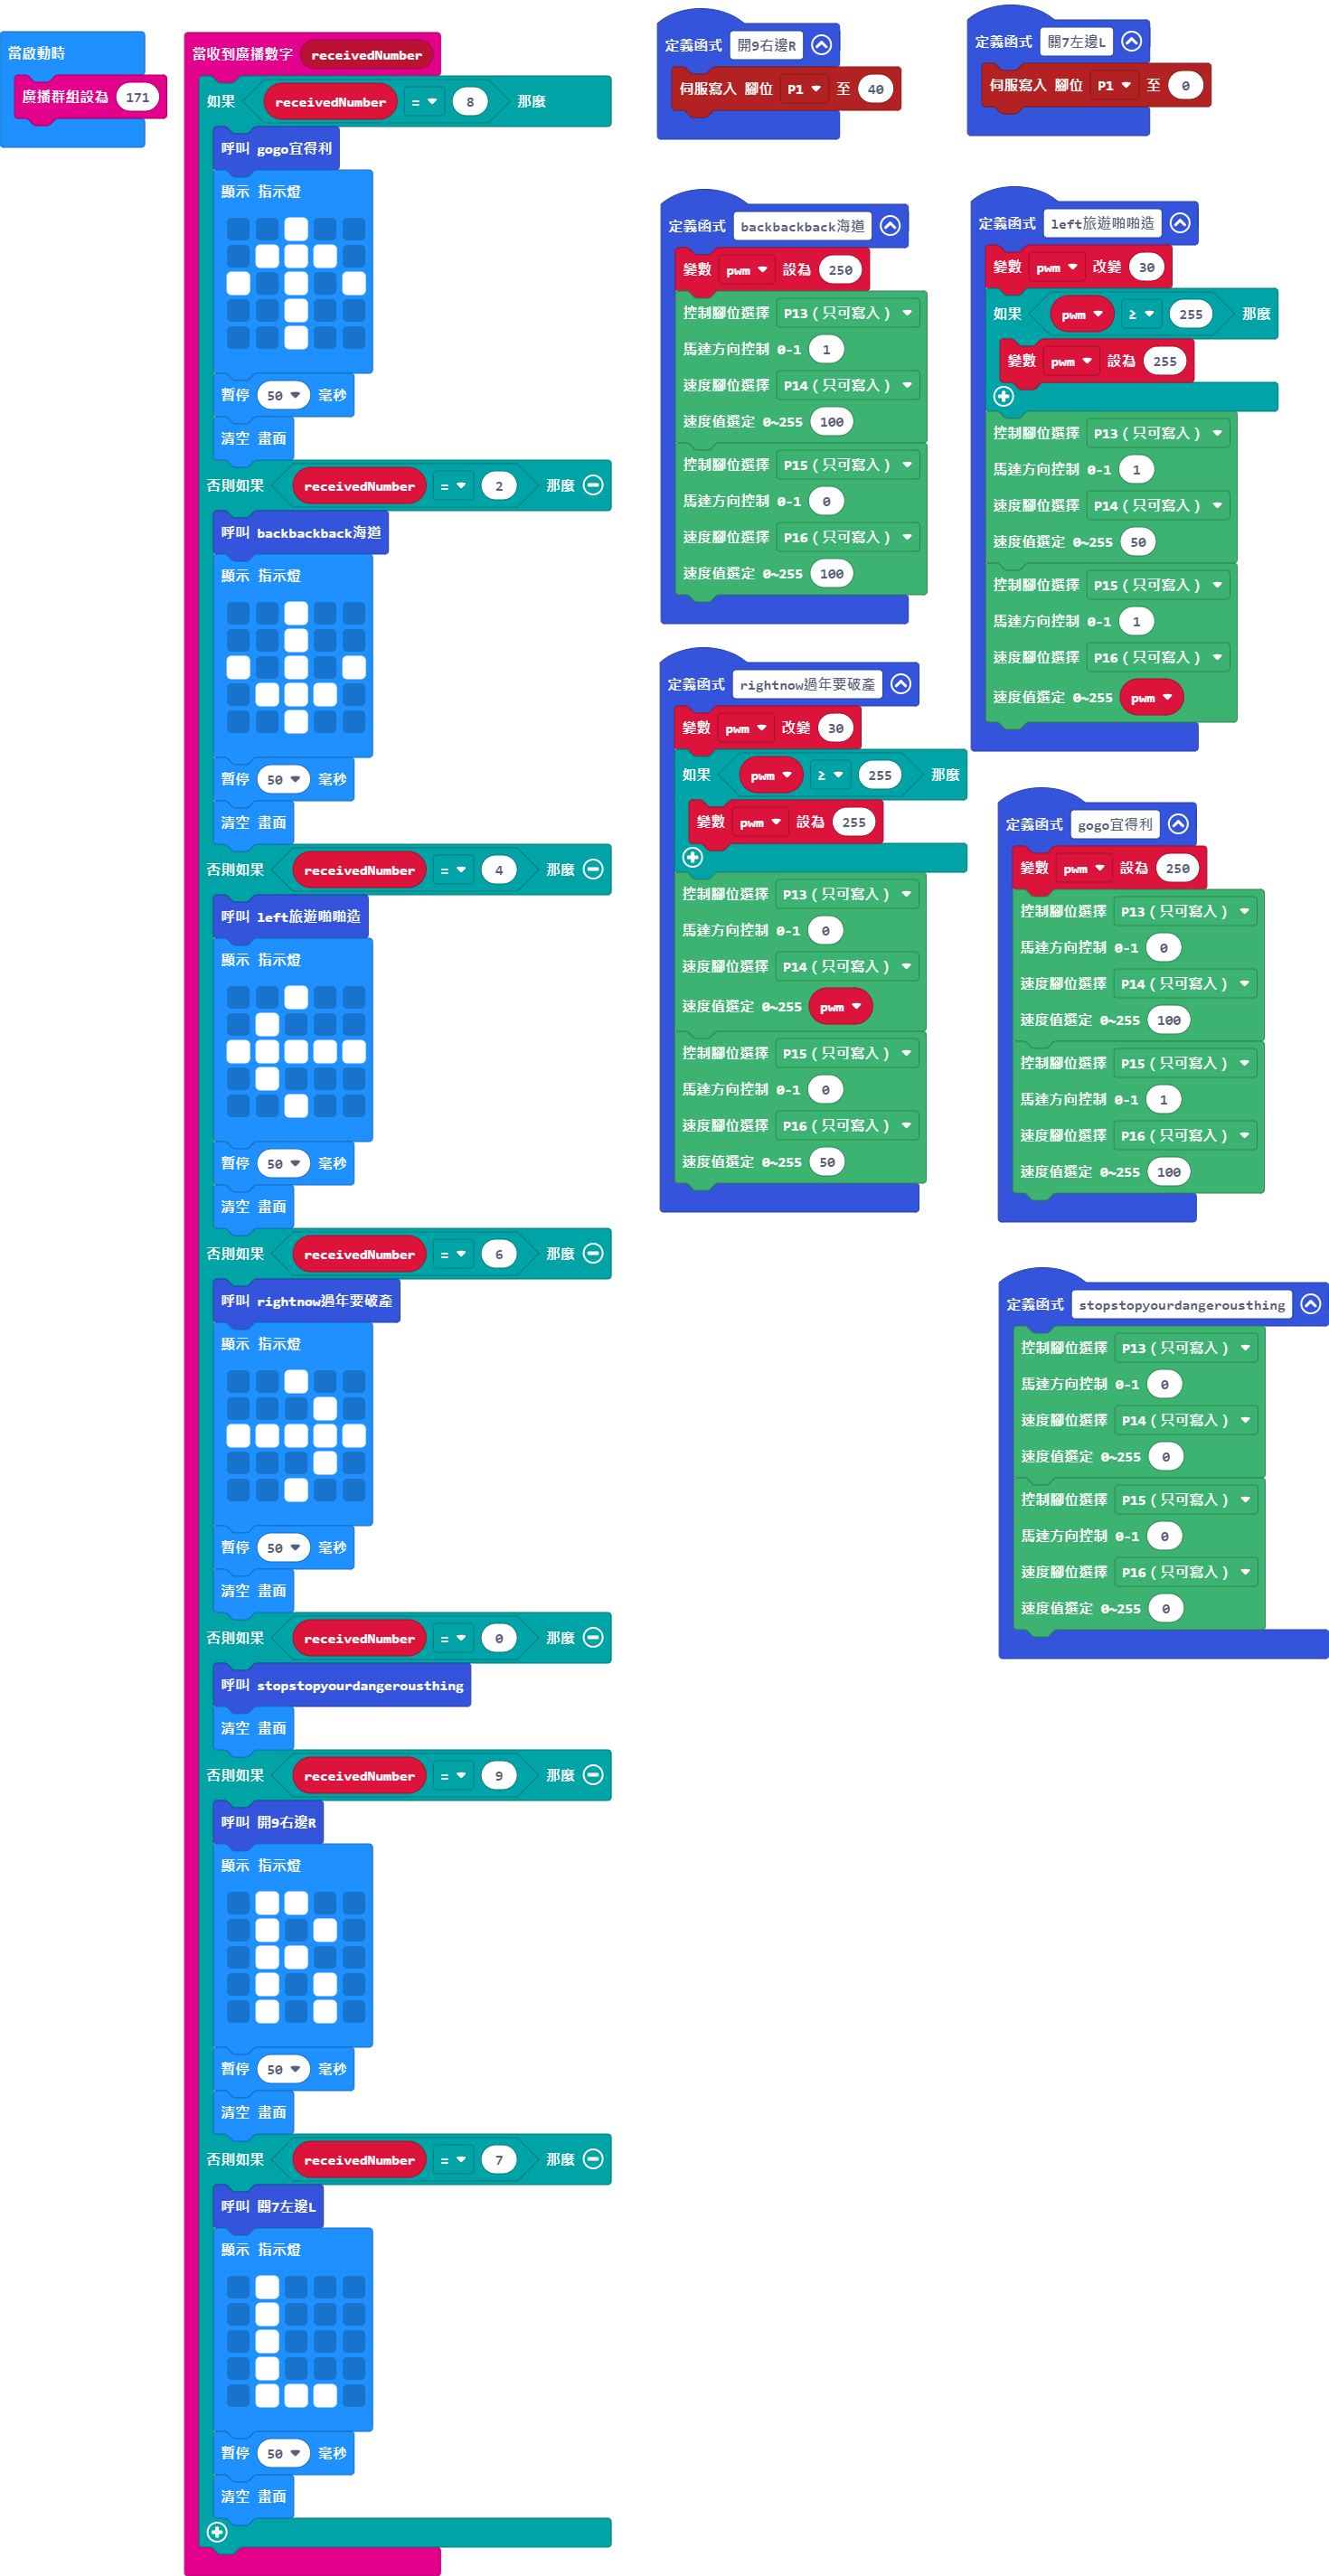 當啟動時
廣播群組設為 171
當收到廣播數字 receivedNumber
如果 receivedNumber = 8 那麼
呼叫 gogo宜得利
顯示 指示燈
暫停 50 毫秒
清空 畫面
否則如果 receivedNumber = 2 那麼
呼叫 backbackback海道
顯示 指示燈
暫停 50 毫秒
清空 畫面
否則如果 receivedNumber = 4 那麼
呼叫 left旅遊啪啪造
顯示 指示燈
暫停 50 毫秒
清空 畫面
否則如果 receivedNumber = 6 那麼
呼叫 rightnow過年要破產
顯示 指示燈
暫停 50 毫秒
清空 畫面
否則如果 receivedNumber = 0 那麼
呼叫 stopstopyourdangerousthing
清空 畫面
否則如果 receivedNumber = 9 那麼
呼叫 開9右邊R
顯示 指示燈
暫停 50 毫秒
清空 畫面
否則如果 receivedNumber = 7 那麼
呼叫 關7左邊L
顯示 指示燈
暫停 50 毫秒
清空 畫面
定義函式 開9右邊R
伺服寫入 腳位 P1 至 40
定義函式 關7左邊L
伺服寫入 腳位 P1 至 0
定義函式 backbackback海道
變數 pwm 設為 250
控制腳位選擇 P13 ( 只可寫入 )
馬達方向控制 0-1 1
速度腳位選擇 P14 ( 只可寫入 )
速度值選定 0~255 100
控制腳位選擇 P15 ( 只可寫入 )
馬達方向控制 0-1 0
速度腳位選擇 P16 ( 只可寫入 )
速度值選定 0~255 100
定義函式 left旅遊啪啪造
變數 pwm 改變 30
如果 pwm ≥ 255 那麼
變數 pwm 設為 255
控制腳位選擇 P13 ( 只可寫入 )
馬達方向控制 0-1 1
速度腳位選擇 P14 ( 只可寫入 )
速度值選定 0~255 50
控制腳位選擇 P15 ( 只可寫入 )
馬達方向控制 0-1 1
速度腳位選擇 P16 ( 只可寫入 )
速度值選定 0~255 pwm
定義函式 rightnow過年要破產
變數 pwm 改變 30
如果 pwm ≥ 255 那麼
變數 pwm 設為 255
控制腳位選擇 P13 ( 只可寫入 )
馬達方向控制 0-1 0
速度腳位選擇 P14 ( 只可寫入 )
速度值選定 0~255 pwm
控制腳位選擇 P15 ( 只可寫入 )
馬達方向控制 0-1 0
速度腳位選擇 P16 ( 只可寫入 )
速度值選定 0~255 50
定義函式 gogo宜得利
變數 pwm 設為 250
控制腳位選擇 P13 ( 只可寫入 )
馬達方向控制 0-1 0
速度腳位選擇 P14 ( 只可寫入 )
速度值選定 0~255 100
控制腳位選擇 P15 ( 只可寫入 )
馬達方向控制 0-1 1
速度腳位選擇 P16 ( 只可寫入 )
速度值選定 0~255 100
定義函式 stopstopyourdangerousthing
控制腳位選擇 P13 ( 只可寫入 )
馬達方向控制 0-1 0
速度腳位選擇 P14 ( 只可寫入 )
速度值選定 0~255 0
控制腳位選擇 P15 ( 只可寫入 )
馬達方向控制 0-1 0
速度腳位選擇 P16 ( 只可寫入 )
速度值選定 0~255 0